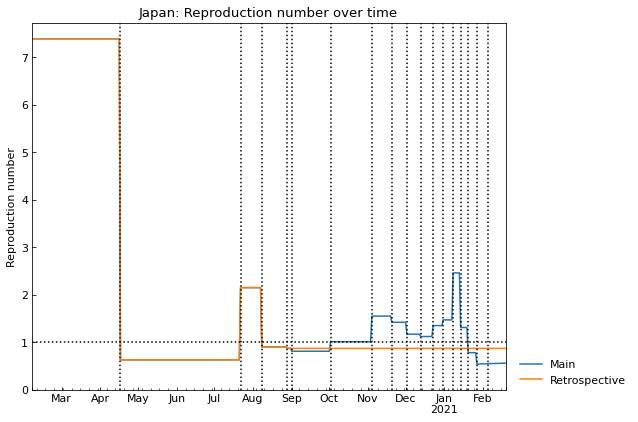 Japan: Reproduction number over time
Reproduction number
7
6
5
4
3
2
1
0
Mar Apr May Jun Jul Aug Sep Oct Nov Dec Jan Feb
2021
Main
Retrospective